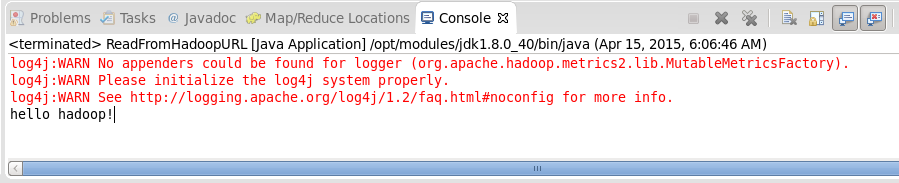 Problems Tasks @ Javadoc Map/Reduce Locations Console
<terminated> ReadFromHadoopURL [Java Application] /opt/modules/jdk1.8.0_40/bin/java (Apr 15, 2015, 6:06:46 AM)
log4j:WARN No appenders could be found for logger (org.apache.hadoop.metrics2.lib.MutableMetricsFactory).
log4j:WARN Please initialize the log4j system properly.
log4j:WARN See http://logging.apache.org/log4j/1.2/faq.html#noconfig for more info.
hello hadoop!